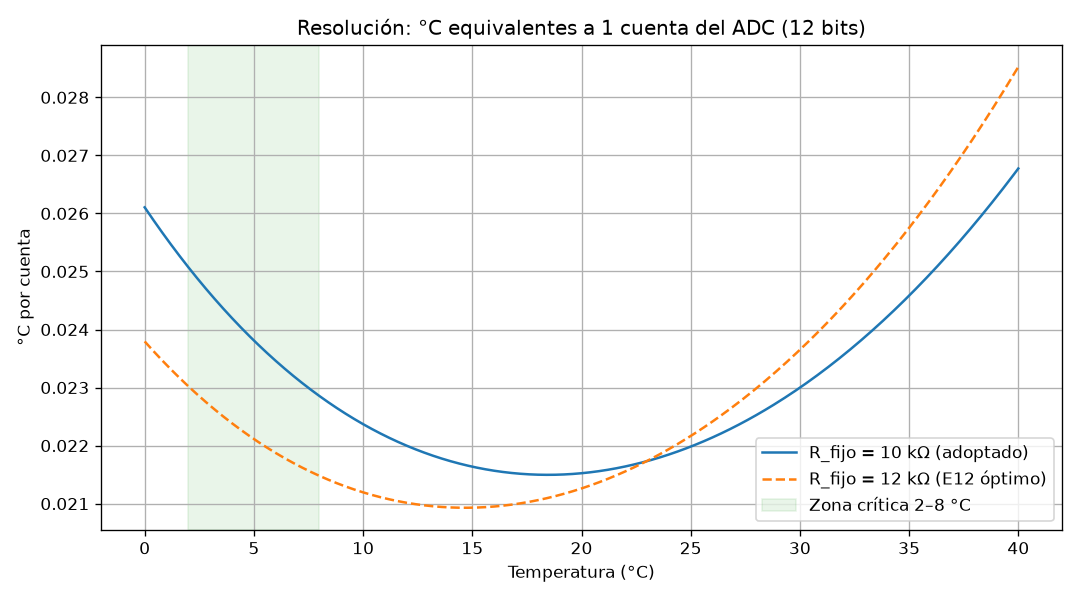 Resolución: °C equivalentes a 1 cuenta del ADC (12 bits)
°C por cuenta
0.028
0.027
0.026
0.025
0.024
0.023
0.022
0.021
R_fijo = 10 kΩ (adoptado)
R_fijo = 12 kΩ (E12 óptimo)
Zona crítica 2–8 °C
0 5 10 15 20 25 30 35 40
Temperatura (°C)